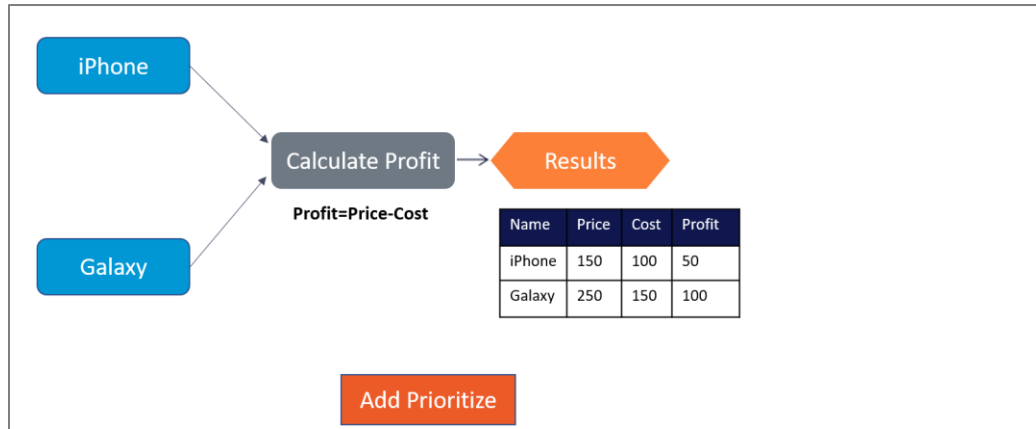 iPhone
Calculate Profit
Results
Profit=Price-Cost
Galaxy
Name Price Cost Profit
iPhone 150 100 50
Galaxy 250 150 100
Add Prioritize